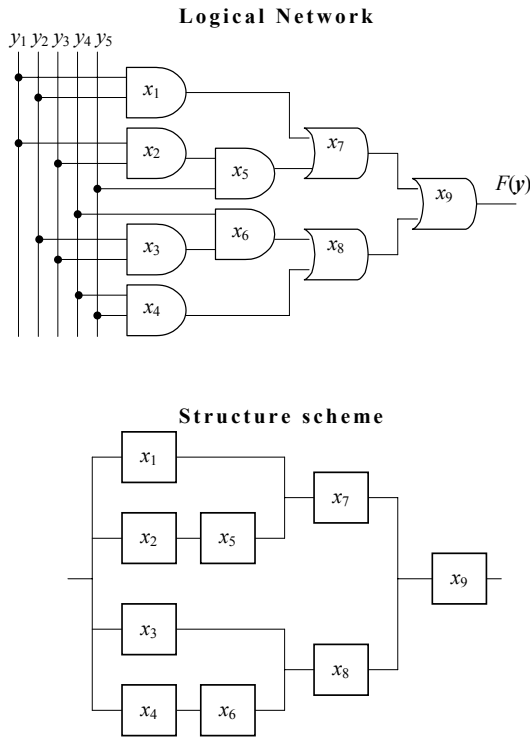 Logical Network
y1 y2 y3 y4 y5
x1
x2
x7
x5
x9
F(y)
x6
x3
x8
x4
Structure scheme
x1
x7
x2 x5
x9
x3
x8
x4 x6